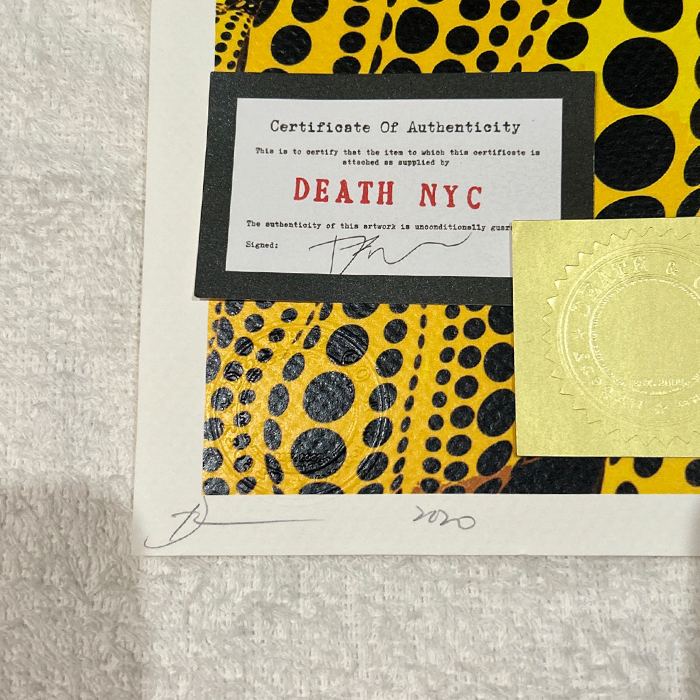 Certificate Of Authenticity
This is to certify that the item to which this certificate is
attached as supplied by
DEATH NYC
The authenticity of this artwork is unconditionally
Signed:
DEATH &
2020